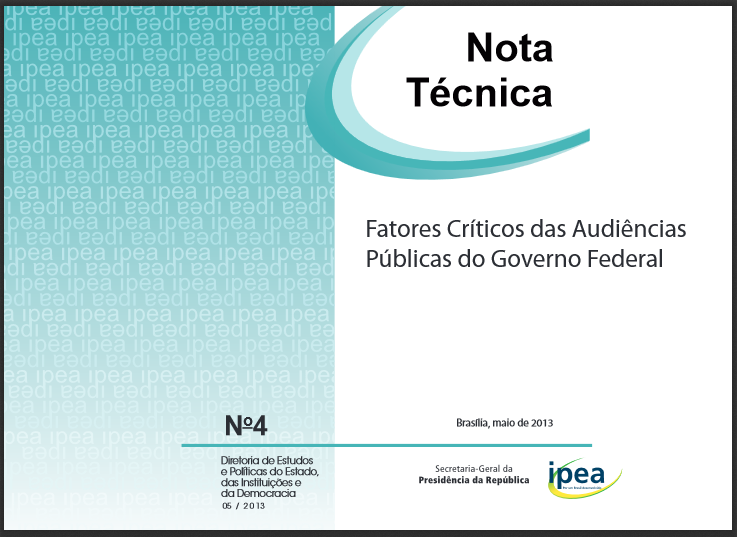 Nota
Técnica
Fatores Críticos das Audiências
Públicas do Governo Federal
Nº4
Brasília, maio de 2013
Diretoria de Estudos
e Políticas do Estado,
das Instituições e
da Democracia
05 / 2013
Secretaria-Geral da
Presidência da República
ipea